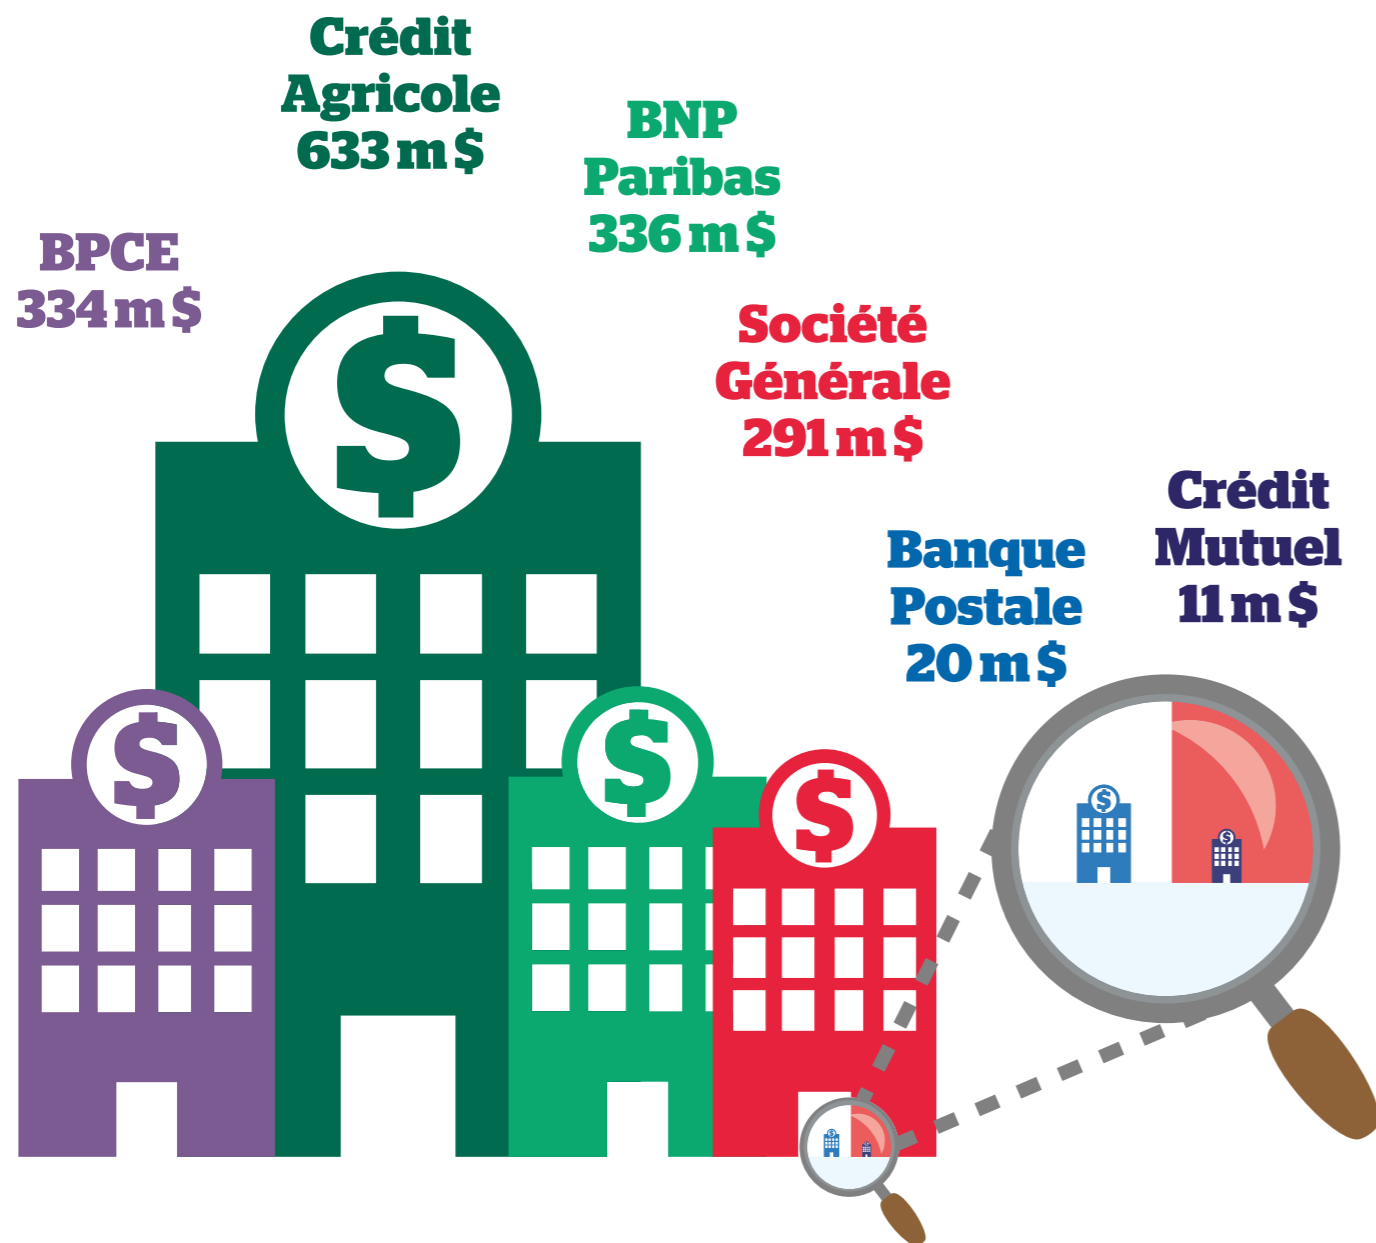 Crédit
Agricole
633 m $
BNP
Paribas
336 m $
BPCE
334 m $
Société
Générale
291 m $
Crédit
Mutuel
11 m $
Banque
Postale
20 m $
$
$
$
$
$
$
$
$